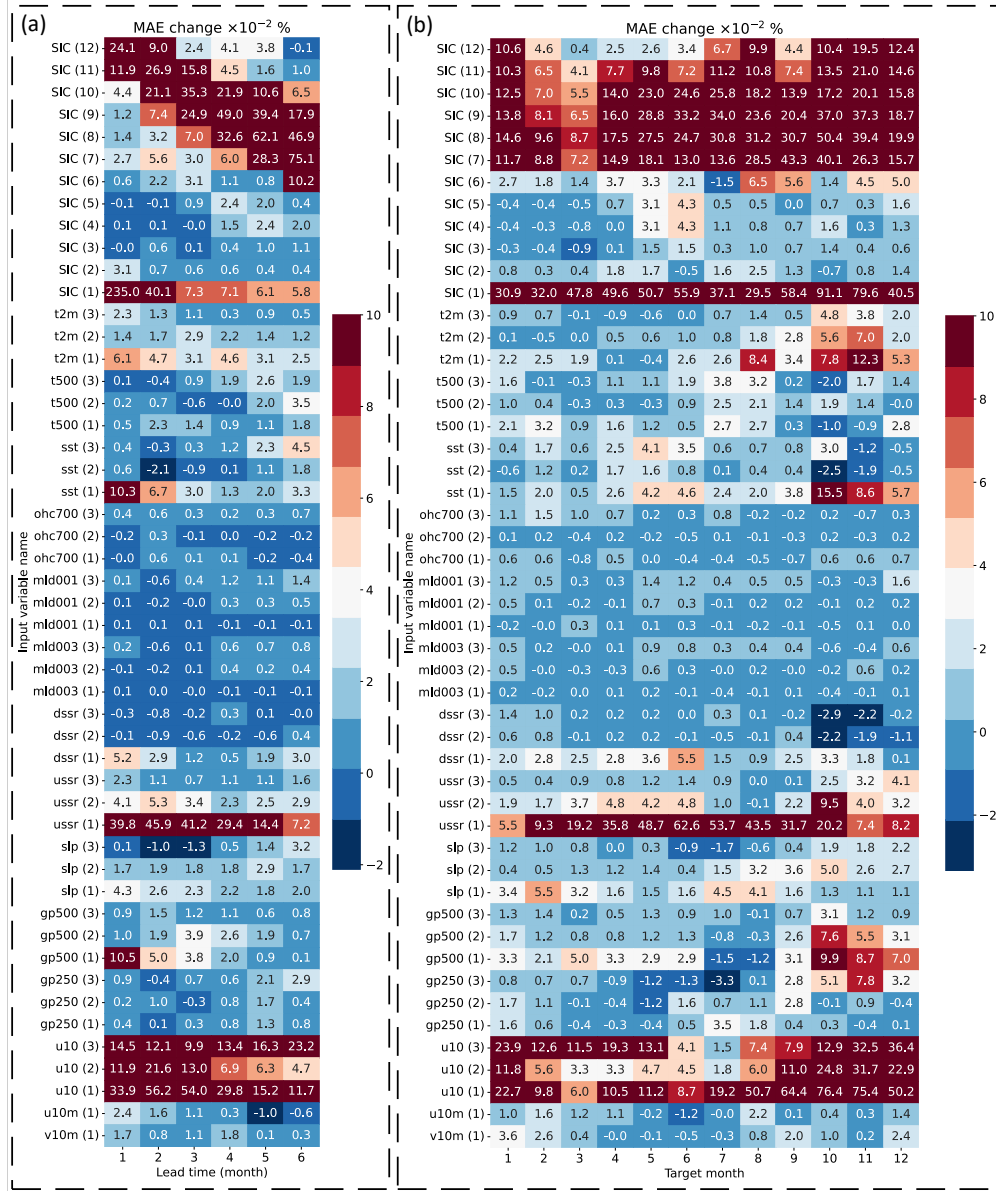 (a)
MAE change ×10⁻² %
Input variable name
SIC (12) 24.1 9.0 2.4 4.1 3.8 -0.1
SIC (11) 11.9 26.9 15.8 4.5 1.6 1.0
SIC (10) 4.4 21.1 35.3 21.9 10.6 6.5
SIC (9) 1.2 7.4 24.9 49.0 39.4 17.9
SIC (8) 1.4 3.2 7.0 32.6 62.1 46.9
SIC (7) 2.7 5.6 3.0 6.0 28.3 75.1
SIC (6) 0.6 2.2 3.1 1.1 0.8 10.2
SIC (5) -0.1 -0.1 0.9 2.4 2.0 0.4
SIC (4) 0.1 0.1 -0.0 1.5 2.4 2.0
SIC (3) -0.0 0.6 0.1 0.4 1.0 1.1
SIC (2) 3.1 0.7 0.6 0.6 0.4 0.4
SIC (1) 235.0 40.1 7.3 7.1 6.1 5.8
t2m (3) 2.3 1.3 1.1 0.3 0.9 0.5
t2m (2) 1.4 1.7 2.9 2.2 1.4 1.2
t2m (1) 6.1 4.7 3.1 4.6 3.1 2.5
t500 (3) 0.1 -0.4 0.9 1.9 2.6 1.9
t500 (2) 0.2 0.7 -0.6 -0.0 2.0 3.5
t500 (1) 0.5 2.3 1.4 0.9 1.1 1.8
sst (3) 0.4 -0.3 0.3 1.2 2.3 4.5
sst (2) 0.6 -2.1 -0.9 0.1 1.1 1.8
sst (1) 10.3 6.7 3.0 1.3 2.0 3.3
ohc700 (3) 0.4 0.6 0.3 0.2 0.3 0.7
ohc700 (2) -0.2 0.3 -0.1 0.0 -0.2 -0.2
ohc700 (1) -0.0 0.6 0.1 0.1 -0.2 -0.4
mld001 (3) 0.1 -0.6 0.4 1.2 1.1 1.4
mld001 (2) 0.1 -0.2 -0.0 0.3 0.3 0.5
mld001 (1) 0.1 0.1 0.1 -0.1 -0.1 -0.1
mld003 (3) 0.2 -0.6 0.1 0.6 0.7 0.8
mld003 (2) -0.1 -0.2 0.1 0.4 0.2 0.4
mld003 (1) 0.1 0.0 -0.0 -0.1 -0.1 -0.1
dssr (3) -0.3 -0.8 -0.2 0.3 0.1 -0.0
dssr (2) -0.1 -0.9 -0.6 -0.2 -0.6 0.4
dssr (1) 5.2 2.9 1.2 0.5 1.9 3.0
ussr (3) 2.3 1.1 0.7 1.1 1.1 1.6
ussr (2) 4.1 5.3 3.4 2.3 2.5 2.9
ussr (1) 39.8 45.9 41.2 29.4 14.4 7.2
slp (3) 0.1 -1.0 -1.3 0.5 1.4 3.2
slp (2) 1.7 1.9 1.8 1.8 2.9 1.7
slp (1) 4.3 2.6 2.3 2.2 1.8 2.0
gp500 (3) 0.9 1.5 1.2 1.1 0.6 0.8
gp500 (2) 1.0 1.9 3.9 2.6 1.9 0.7
gp500 (1) 10.5 5.0 3.8 2.0 0.9 0.1
gp250 (3) 0.9 -0.4 0.7 0.6 2.1 2.9
gp250 (2) 0.2 1.0 -0.3 0.8 1.7 0.4
gp250 (1) 0.4 0.1 0.3 0.8 1.3 0.8
u10 (3) 14.5 12.1 9.9 13.4 16.3 23.2
u10 (2) 11.9 21.6 13.0 6.9 6.3 4.7
u10 (1) 33.9 56.2 54.0 29.8 15.2 11.7
u10m (1) 2.4 1.6 1.1 0.3 -1.0 -0.6
v10m (1) 1.7 0.8 1.1 1.8 0.1 0.3
1 2 3 4 5 6
Lead time (month)
10
8
6
4
2
0
−2
(b)
MAE change ×10⁻² %
Input variable name
SIC (12) 10.6 4.6 0.4 2.5 2.6 3.4 6.7 9.9 4.4 10.4 19.5 12.4
SIC (11) 10.3 6.5 4.1 7.7 9.8 7.2 11.2 10.8 7.4 13.5 21.0 14.6
SIC (10) 12.5 7.0 5.5 14.0 23.0 24.6 25.8 18.2 13.9 17.2 20.1 15.8
SIC (9) 13.8 8.1 6.5 16.0 28.8 33.2 34.0 23.6 20.4 37.0 37.3 18.7
SIC (8) 14.6 9.6 8.7 17.5 27.5 24.7 30.8 31.2 30.7 50.4 39.4 19.9
SIC (7) 11.7 8.8 7.2 14.9 18.1 13.0 13.6 28.5 43.3 40.1 26.3 15.7
SIC (6) 2.7 1.8 1.4 3.7 3.3 2.1 -1.5 6.5 5.6 1.4 4.5 5.0
SIC (5) -0.4 -0.4 -0.5 0.7 3.1 4.3 0.5 0.5 0.0 0.7 0.3 1.6
SIC (4) -0.1 -0.4 -0.8 0.0 3.1 4.3 1.1 0.8 0.7 1.6 0.3 1.3
SIC (3) -0.3 -0.4 -0.9 0.1 1.5 1.5 0.3 1.0 0.7 1.4 0.4 0.6
SIC (2) 0.8 0.3 0.4 1.8 1.7 -0.5 1.6 2.5 1.3 -0.7 0.8 1.4
SIC (1) 30.9 32.0 47.8 49.6 50.7 55.9 37.1 29.5 58.4 91.1 79.6 40.5
t2m (3) 0.9 0.7 -0.1 -0.9 -0.6 0.0 0.7 1.4 0.5 4.8 3.8 2.0
t2m (2) 0.1 -0.5 0.0 0.1 0.7 0.6 0.8 1.8 2.8 5.6 7.0 2.0
t2m (1) 2.2 2.5 1.9 0.1 -0.4 2.6 2.6 8.4 3.4 7.8 12.3 5.3
t500 (3) 1.6 -0.1 -0.3 1.1 1.1 1.9 3.8 3.2 0.2 -2.0 1.7 1.4
t500 (2) 1.0 0.4 -0.3 -0.3 -0.3 0.9 2.5 2.1 1.4 1.9 1.4 -0.0
t500 (1) 2.1 3.2 0.9 1.6 1.2 0.7 2.7 2.7 0.3 -1.0 -0.9 2.8
sst (3) 0.4 1.7 0.6 2.5 4.1 3.5 0.6 0.7 0.8 3.0 -1.2 -0.5
sst (2) -0.6 1.2 0.2 1.7 1.6 0.8 0.1 0.4 0.4 -2.5 -1.9 -0.5
sst (1) 1.5 2.0 0.5 2.6 4.2 4.6 2.4 2.0 3.8 15.5 8.6 5.7
ohc700 (3) 1.1 1.5 1.0 0.7 0.2 0.3 0.8 -0.2 -0.2 0.2 -0.7 0.3
ohc700 (2) 0.1 0.2 -0.4 0.2 -0.2 -0.2 -0.5 0.1 -0.1 -0.3 0.2 -0.2
ohc700 (1) 0.6 0.6 -0.8 0.5 0.0 -0.4 -0.4 -0.5 -0.7 0.6 0.6 0.7
mld001 (3) 1.2 0.5 0.3 0.3 1.4 1.2 0.4 0.5 0.5 -0.3 -0.3 1.6
mld001 (2) 0.5 0.1 -0.2 -0.1 0.7 0.3 -0.1 0.2 0.2 -0.1 0.2 0.2
mld001 (1) -0.2 -0.0 0.3 0.1 0.1 -0.2 0.1 -0.2 -0.1 -0.5 0.1 0.0
mld003 (3) 0.5 0.2 -0.3 0.1 0.9 0.8 0.3 0.4 0.4 -0.6 -0.4 0.6
mld003 (2) 0.5 -0.0 -0.3 -0.3 0.6 0.3 -0.0 -0.0 -0.2 -0.0 0.6 0.2
mld003 (1) 0.2 -0.2 0.0 0.1 0.2 -0.1 -0.4 0.1 -0.1 -0.4 -0.1 0.1
dssr (3) 1.4 1.0 0.2 0.2 0.2 0.0 0.3 0.1 -0.2 -2.9 -2.2 -0.2
dssr (2) 0.6 0.8 -0.1 0.2 -0.1 0.2 -0.5 -0.1 0.4 -2.2 -1.9 -1.1
dssr (1) 2.0 2.8 2.5 2.8 3.6 5.5 1.5 0.9 2.5 3.3 1.8 0.1
ussr (3) 0.5 0.4 0.9 0.8 1.2 1.4 0.9 0.0 0.1 2.5 3.2 4.1
ussr (2) 1.9 1.7 3.7 4.8 4.2 4.8 1.0 -0.1 2.2 9.5 4.0 3.2
ussr (1) 5.5 9.3 19.2 35.8 48.7 62.6 53.7 43.5 31.7 20.2 7.4 8.2
slp (3) 1.2 1.0 0.8 0.0 0.3 -0.9 -1.7 -0.6 0.4 1.9 1.8 2.2
slp (2) 0.4 0.5 1.3 1.2 1.4 0.4 1.5 3.2 3.6 5.0 2.6 2.7
slp (1) 3.4 5.5 3.2 1.6 1.5 1.6 4.5 4.1 1.6 1.3 1.1 1.1
gp500 (3) 1.3 1.4 0.2 0.5 1.3 0.9 1.0 -0.1 0.7 3.1 1.2 0.9
gp500 (2) 1.7 1.2 0.8 0.8 1.2 1.3 -0.8 -0.3 2.6 7.6 5.5 3.1
gp500 (1) 3.3 2.1 5.0 3.3 2.9 2.9 -1.5 -1.2 3.1 9.9 8.7 7.0
gp250 (3) 0.8 0.7 0.7 -0.9 -1.2 -1.3 -3.3 0.1 2.8 5.1 7.8 3.2
gp250 (2) 1.7 1.1 -0.2 -0.5 -1.2 1.6 0.7 1.1 2.8 -0.1 0.9 -0.4
gp250 (1) 1.6 0.6 -0.4 -0.3 -0.4 0.5 3.5 1.8 0.4 0.3 -0.4 0.1
u10 (3) 23.9 12.6 11.5 19.3 13.1 4.1 1.5 7.4 7.9 12.9 32.5 36.4
u10 (2) 11.8 5.6 3.3 3.3 4.7 4.5 1.8 6.0 11.0 24.8 31.7 22.9
u10 (1) 22.7 9.8 6.0 10.5 11.2 8.7 19.2 50.7 64.4 76.4 75.4 50.2
u10m (1) 1.0 1.6 1.2 1.1 -0.2 -1.2 -0.0 2.2 0.1 0.4 0.3 1.4
v10m (1) 3.6 2.6 0.4 -0.0 -0.1 -0.5 -0.3 0.8 2.0 1.0 0.2 2.4
1 2 3 4 5 6 7 8 9 10 11 12
Target month
10
8
6
4
2
0
−2